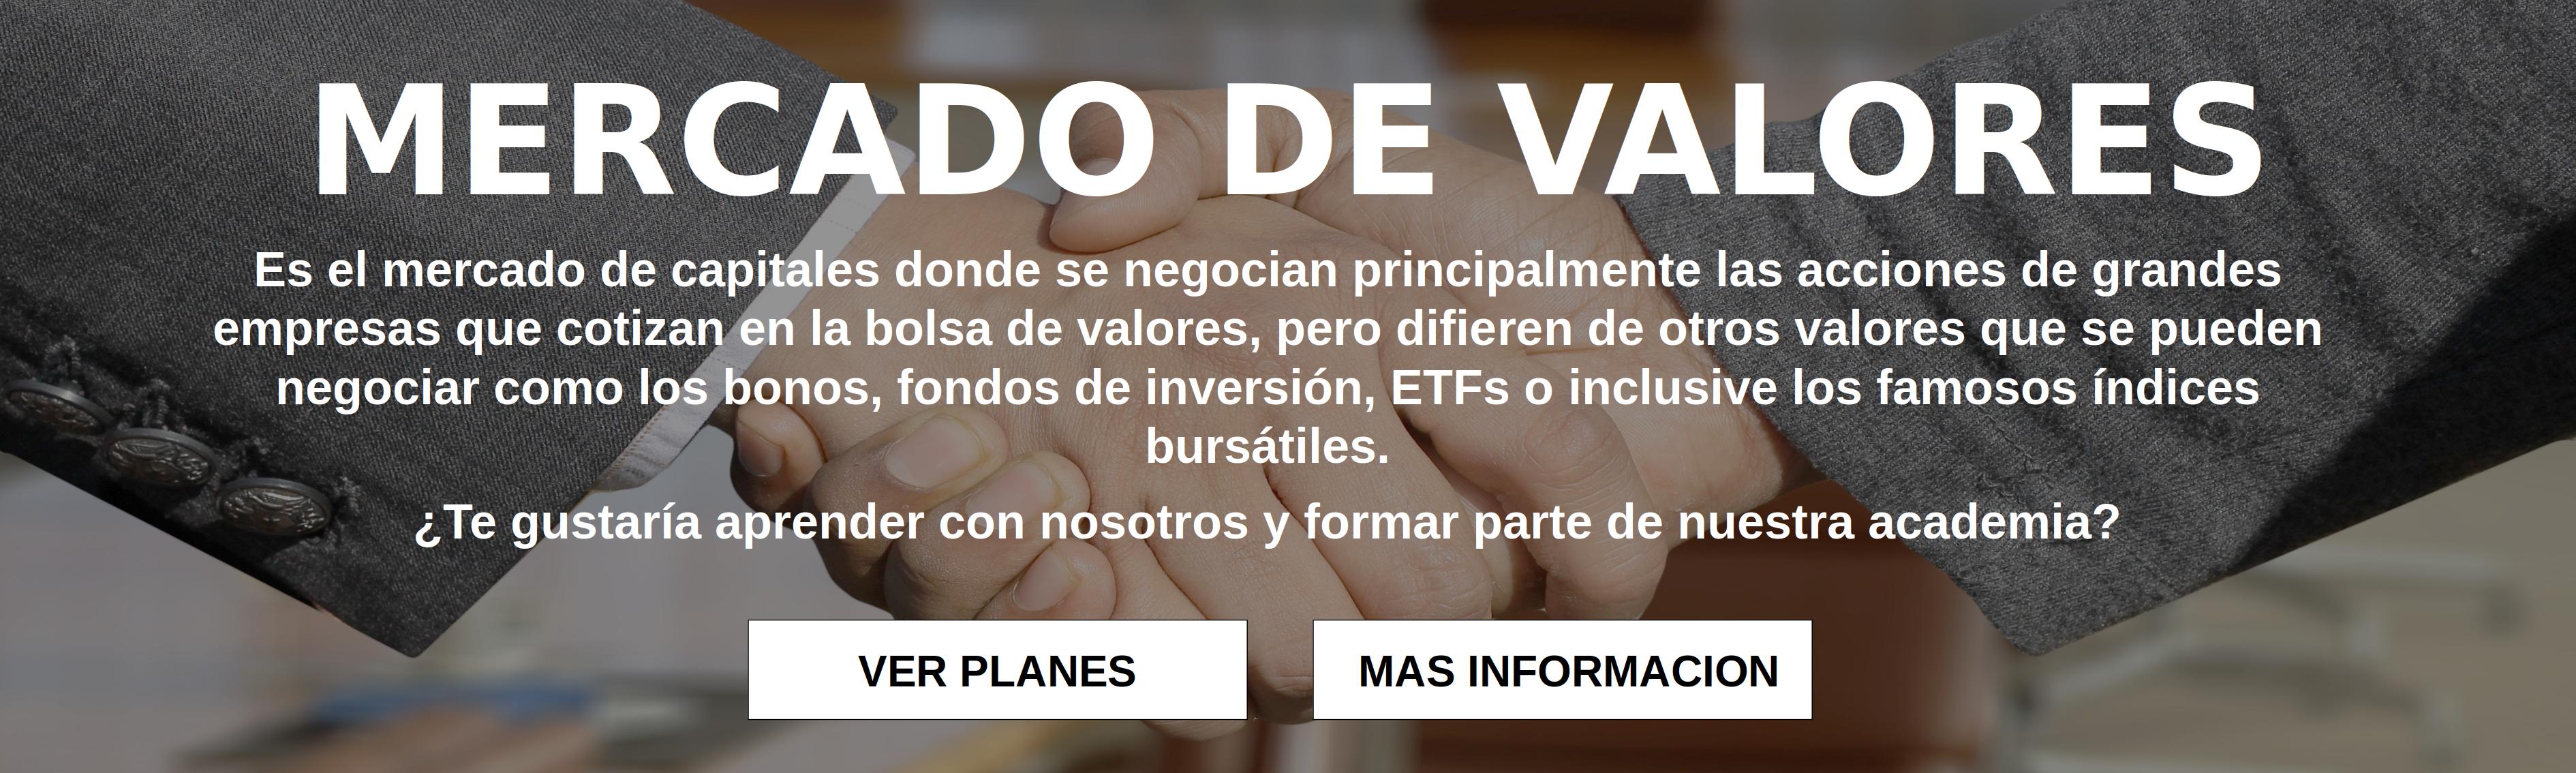 MERCADO DE VALORES
Es el mercado de capitales donde se negocian principalmente las acciones de grandes
empresas que cotizan en la bolsa de valores, pero difieren de otros valores que se pueden
negociar como los bonos, fondos de inversión, ETFs o inclusive los famosos índices
bursátiles.
¿Te gustaría aprender con nosotros y formar parte de nuestra academia?
VER PLANES
MAS INFORMACION